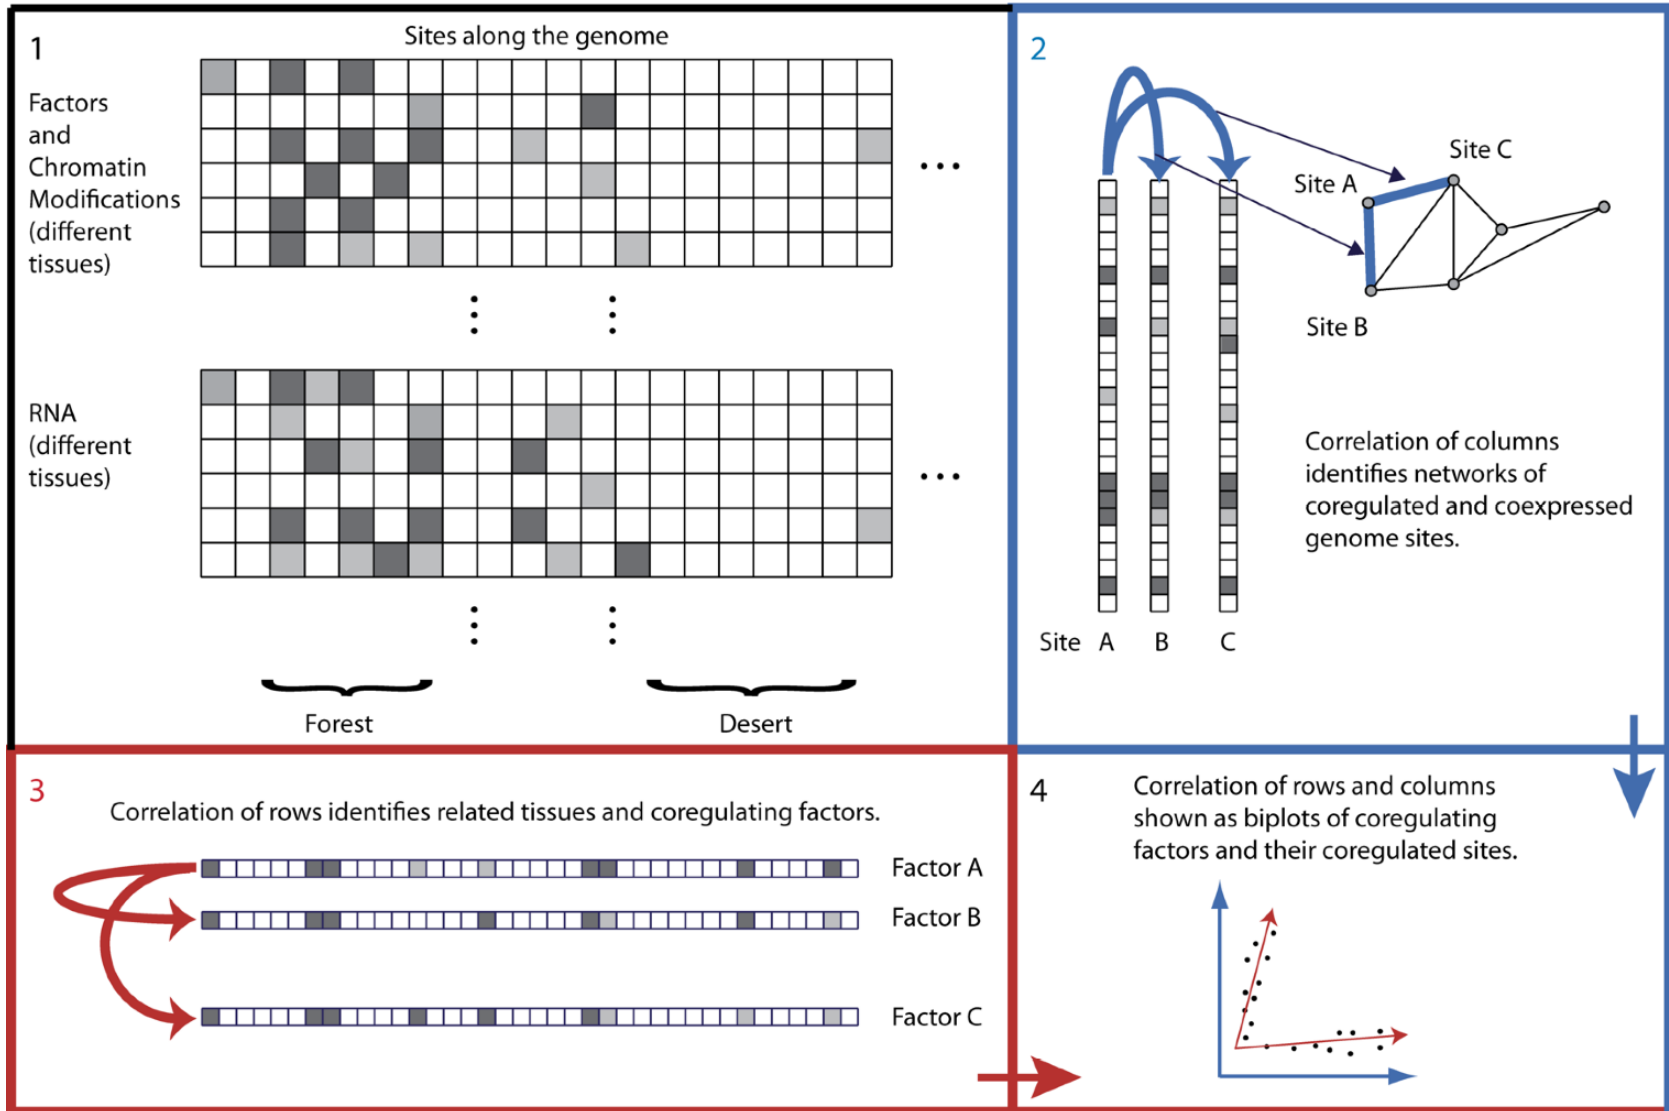 1
Sites along the genome
Factors
and
Chromatin
Modifications
(different
tissues)
...
RNA
(different
tissues)
...
Forest
Desert
2
Site C
Site A
Site B
Correlation of columns
identifies networks of
coregulated and coexpressed
genome sites.
Site A B C
3
Correlation of rows identifies related tissues and coregulating factors.
Factor A
Factor B
Factor C
4
Correlation of rows and columns
shown as biplots of coregulating
factors and their coregulated sites.